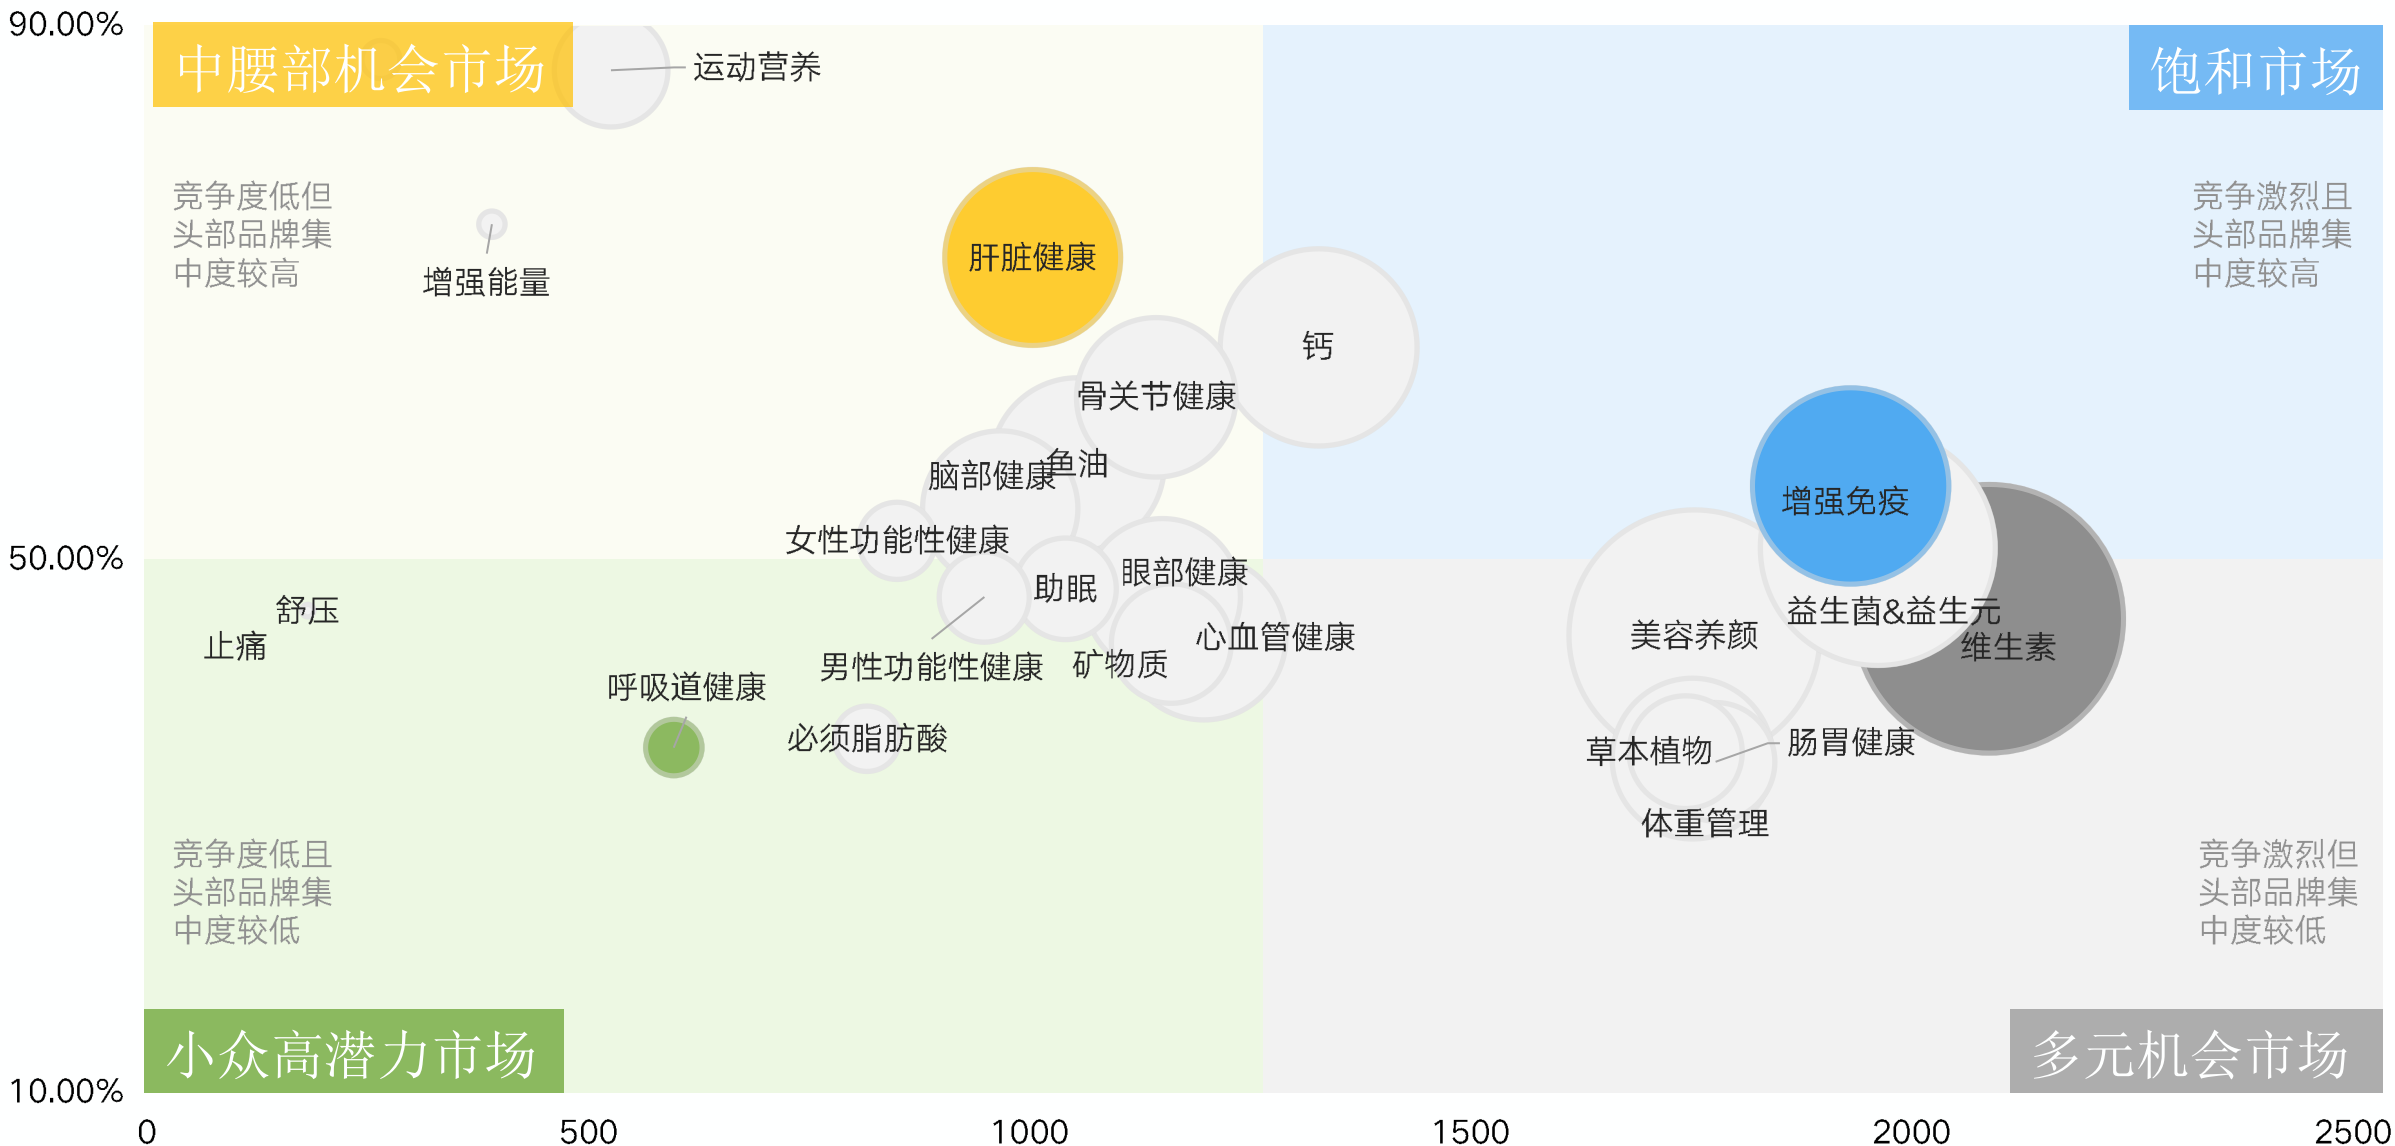 90.00%
中腰部机会市场
运动营养
饱和市场
竞争度低但
头部品牌集
中度较高
竞争激烈且
头部品牌集
中度较高
增强能量
肝脏健康
钙
骨关节健康
鱼油
脑部健康
增强免疫
女性功能性健康
50.00%
眼部健康
助眠
舒压
止痛
益生菌&益生元
美容养颜
维生素
心血管健康
男性功能性健康
矿物质
呼吸道健康
必须脂肪酸
草本植物
肠胃健康
体重管理
竞争度低且
头部品牌集
中度较低
竞争激烈但
头部品牌集
中度较低
小众高潜力市场
多元机会市场
10.00%
0
500
1000
1500
2000
2500